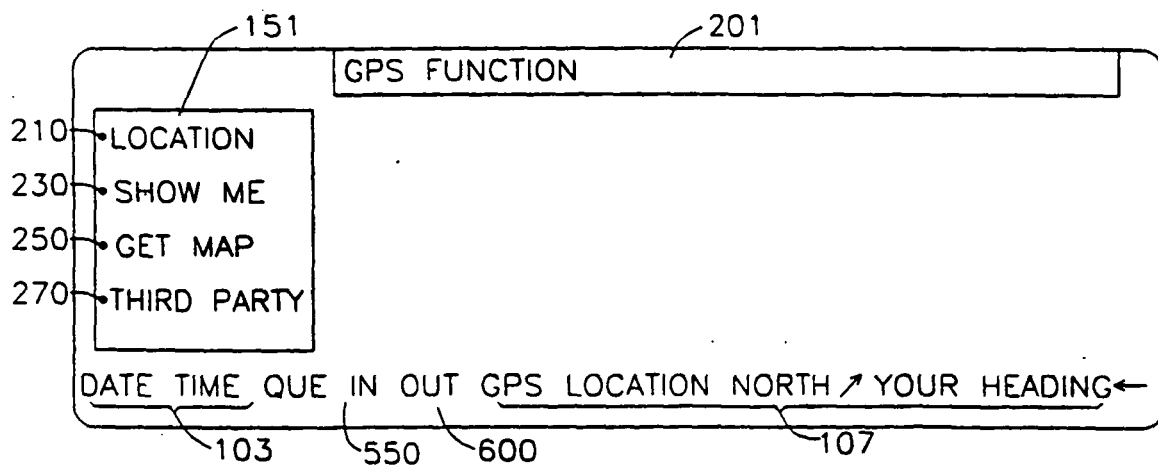 151
201
GPS FUNCTION
210 LOCATION
230 SHOW ME
250 GET MAP
270 THIRD PARTY
DATE TIME QUE IN OUT GPS LOCATION NORTH ↗ YOUR HEADING ←
103 550 600 107